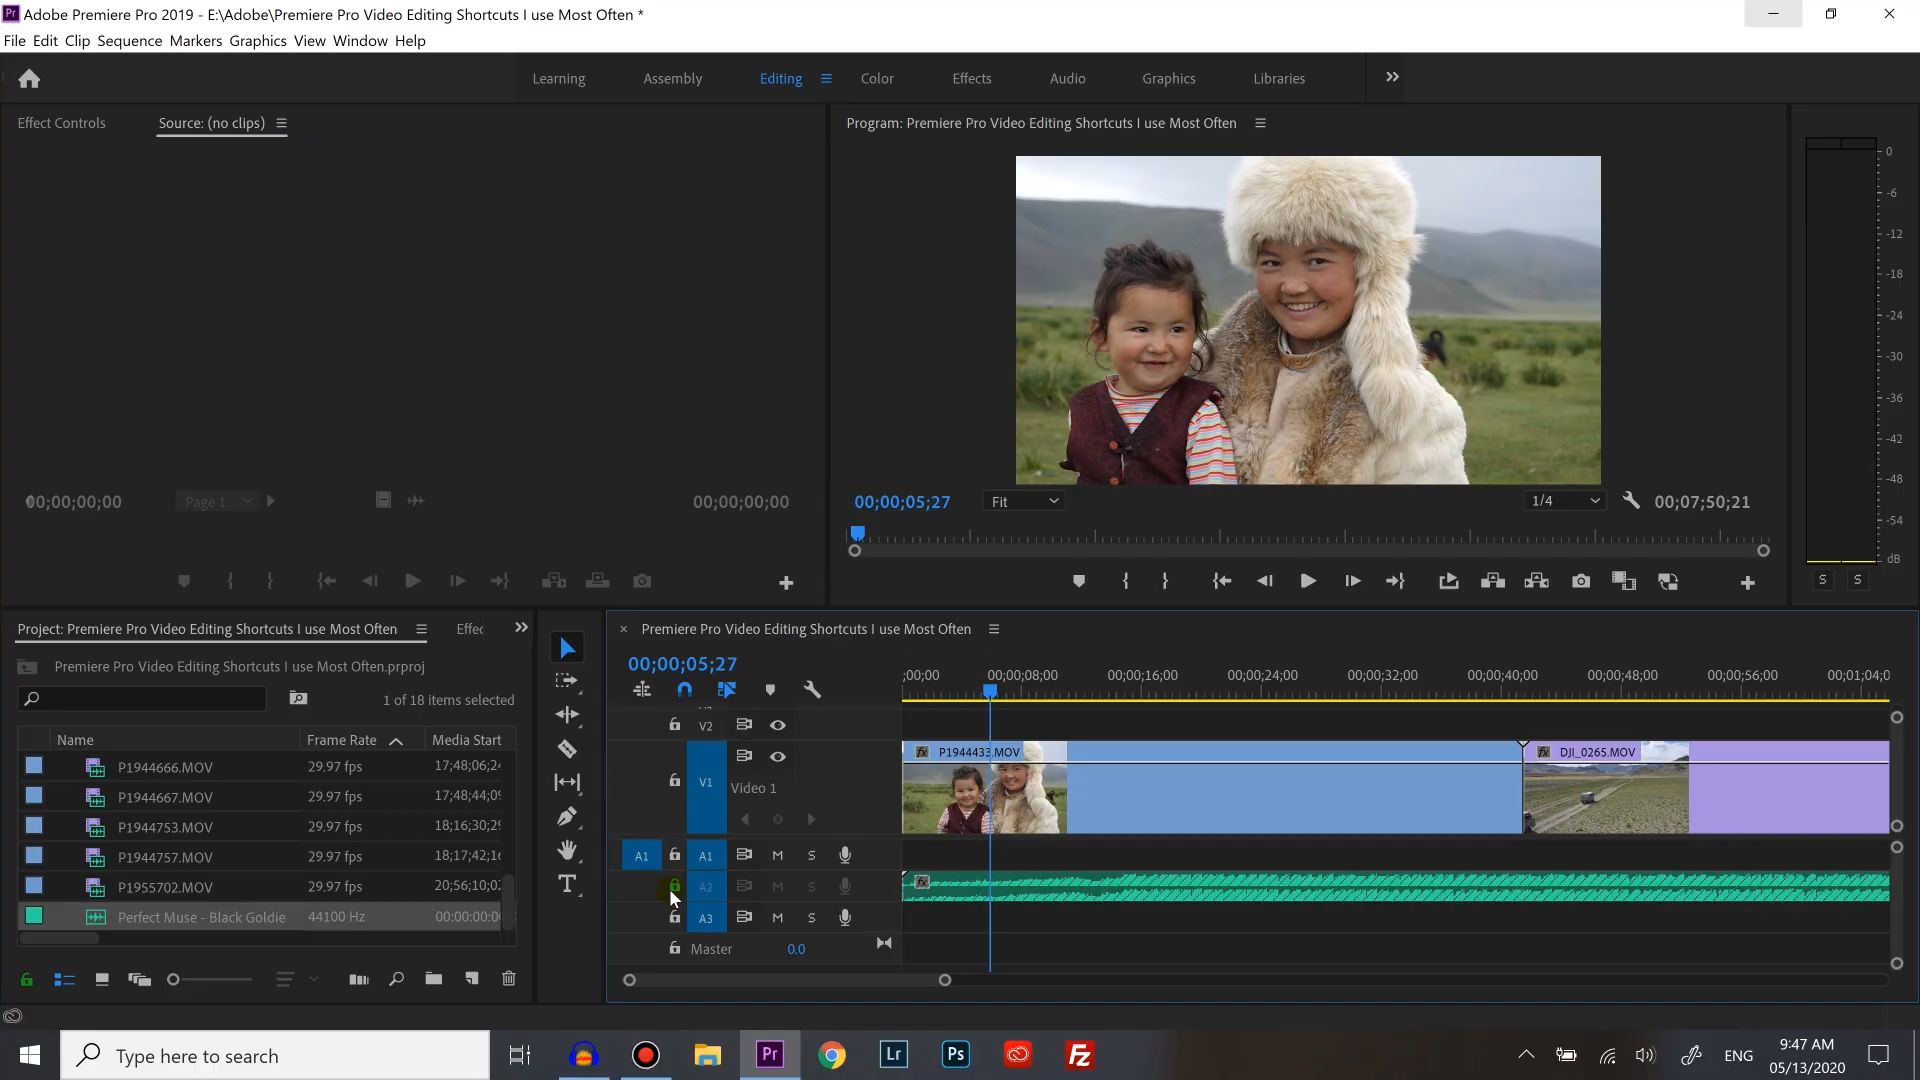 Pr Adobe Premiere Pro 2019 - E:\Adobe\Premiere Pro Video Editing Shortcuts I use Most Often *
File Edit Clip Sequence Markers Graphics View Window Help
Learning Assembly Editing Color Effects Audio Graphics Libraries
Effect Controls Source: (no clips)
Program: Premiere Pro Video Editing Shortcuts I use Most Often
0
-6
-12
-18
-24
-30
-36
-42
-48
-54
dB
S S
00;00;00;00 Page 1 00;00;00;00
00;00;05;27 Fit 1/4 00;07;50;21
Project: Premiere Pro Video Editing Shortcuts I use Most Often Effec
Premiere Pro Video Editing Shortcuts I use Most Often.prproj
1 of 18 items selected
Name Frame Rate Media Start
P1944666.MOV 29.97 fps 17;48;06;2
P1944667.MOV 29.97 fps 17;48;44;0
P1944753.MOV 29.97 fps 18;16;30;2
P1944757.MOV 29.97 fps 18;17;42;1
P1955702.MOV 29.97 fps 20;56;10;0
Perfect Muse - Black Goldie 44100 Hz 00:00:00:0
× Premiere Pro Video Editing Shortcuts I use Most Often
00;00;05;27
;00;00 00;00;08;00 00;00;16;00 00;00;24;00 00;00;32;00 00;00;40;00 00;00;48;00 00;00;56;00 00;01;04;0
V2
fx P1944433.MOV fx DJI_0265.MOV
V1 Video 1
A1 A1 M S
A2 M S fx
A3 M S
Master 0.0
Type here to search
Pr Lr Ps Fz
ENG
9:47 AM
05/13/2020